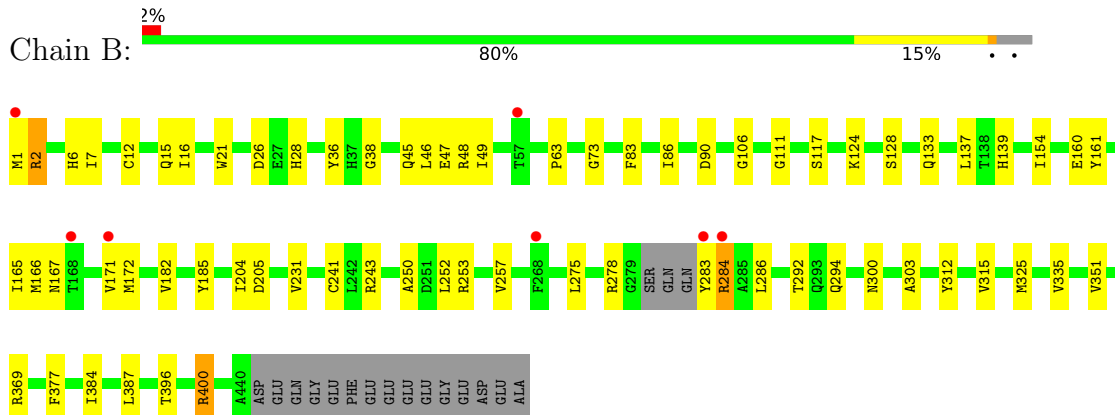 2%
Chain B:
80% 15% • •
M1 R2 H6 I7 C12 Q15 I16 W21 D26 E27 H28 Y36 H37 G38 Q45 L46 E47 R48 I49 T57 P63 G73 F83 I86 D90 G106 G111 S117 K124 S128 Q133 L137 T138 H139 I154 E160 Y161
I165 M166 N167 T168 V171 M172 V182 Y185 I204 D205 V231 C241 L242 R243 A250 D251 L252 R253 V257 F268 L275 R278 G279 SER GLN GLN Y283 R284 A285 L286 T292 Q293 Q294 N300 A303 Y312 V315 M325 V335 V351
R369 F377 I384 L387 T396 R400 A440 ASP GLU GLN GLY GLU PHE GLU GLU GLU GLU GLY GLU ASP GLU ALA